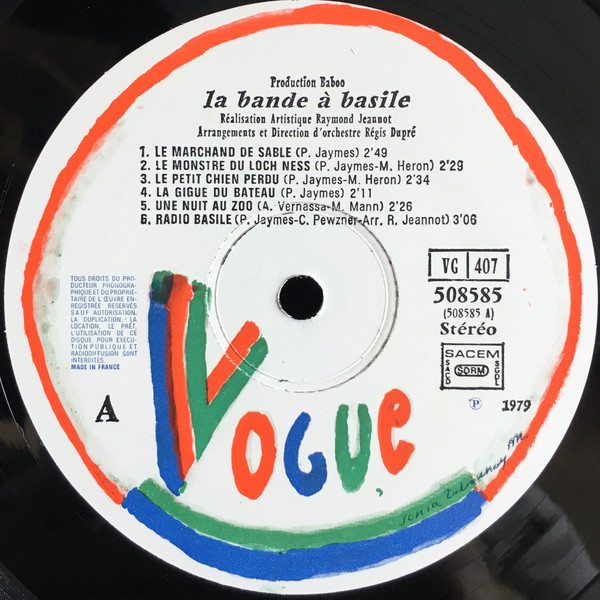 Production Baboo
la bande à basile
Réalisation Artistique Raymond Jeannot
Arrangements et Direction d'orchestre Régis Dupré
1. LE MARCHAND DE SABLE (P. Jaymes) 2'49
2. LE MONSTRE DU LOCH NESS (P. Jaymes-M. Heron) 2'29
3. LE PETIT CHIEN PERDU (P. Jaymes-M. Heron) 2'34
4. LA GIGUE DU BATEAU (P. Jaymes) 2'11
5. UNE NUIT AU ZOO (A. Vernassa-M. Mann) 2'26
6. RADIO BASILE (P. Jaymes-C. Pewzner-Arr. R. Jeannot) 3'06
TOUS DROITS DU PRO-
DUCTEUR PHONOGRA-
PHIQUE ET DU PROPRIE-
TAIRE DE L'ŒUVRE EN-
REGISTREE RESERVES
SAUF AUTORISATION,
LA DUPLICATION, LA
LOCATION, LE PRÊT,
L'UTILISATION DE CE
DISQUE POUR EXECU-
TION PUBLIQUE ET
RADIODIFFUSION SONT
INTERDITES.
MADE IN FRANCE
VG 407
508585
(508585 A)
Stéréo
SACEM
SACD SDRM SGDL
A
℗ 1979
VOGUE
sonia